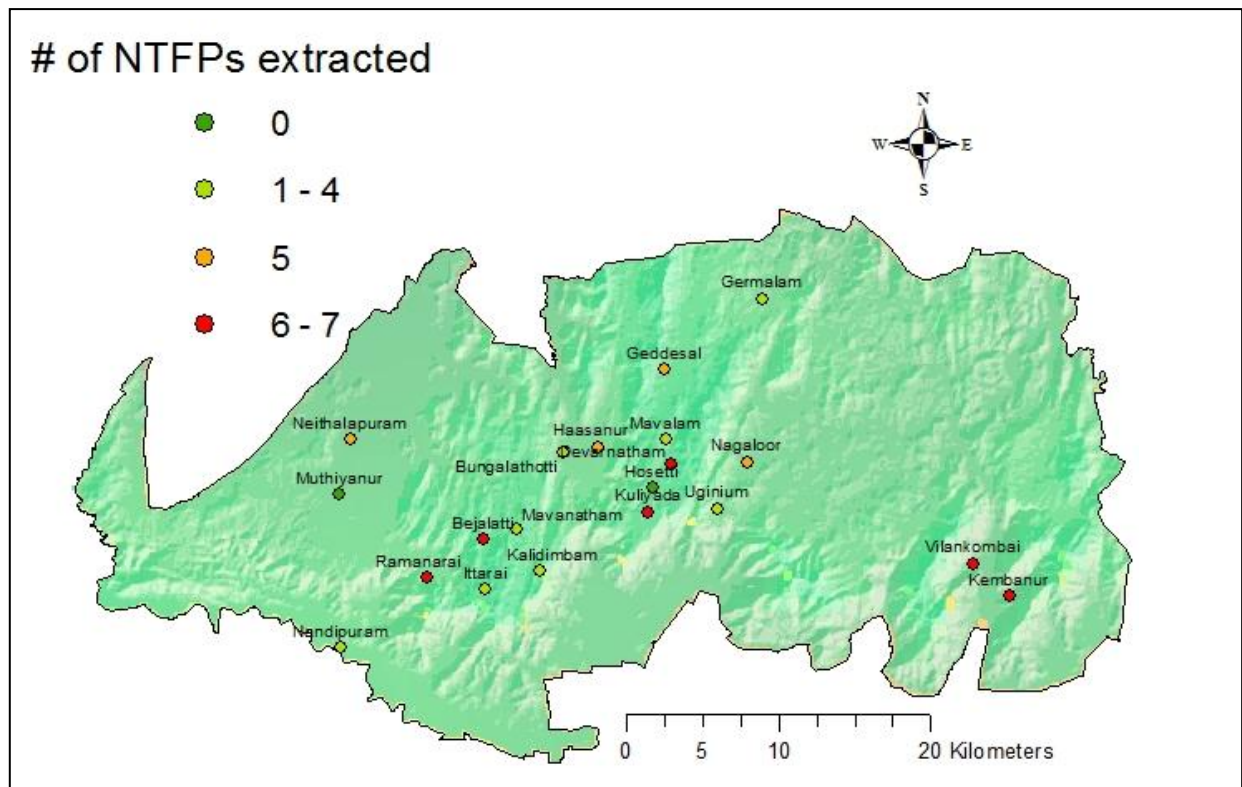 # of NTFPs extracted
0
1 - 4
5
6 - 7
N
W E
S
Germalam
Geddesal
Neithalapuram
Haasanur
Mavalam
Devarnatham
Nagaloor
Bungalathotti
Muthiyanur
Hosetti
Kuliyada
Uginium
Mavanatham
Bejalatti
Kalidimbam
Ramanarai
Ittarai
Vilankombai
Kembanur
Nandipuram
0 5 10 20 Kilometers